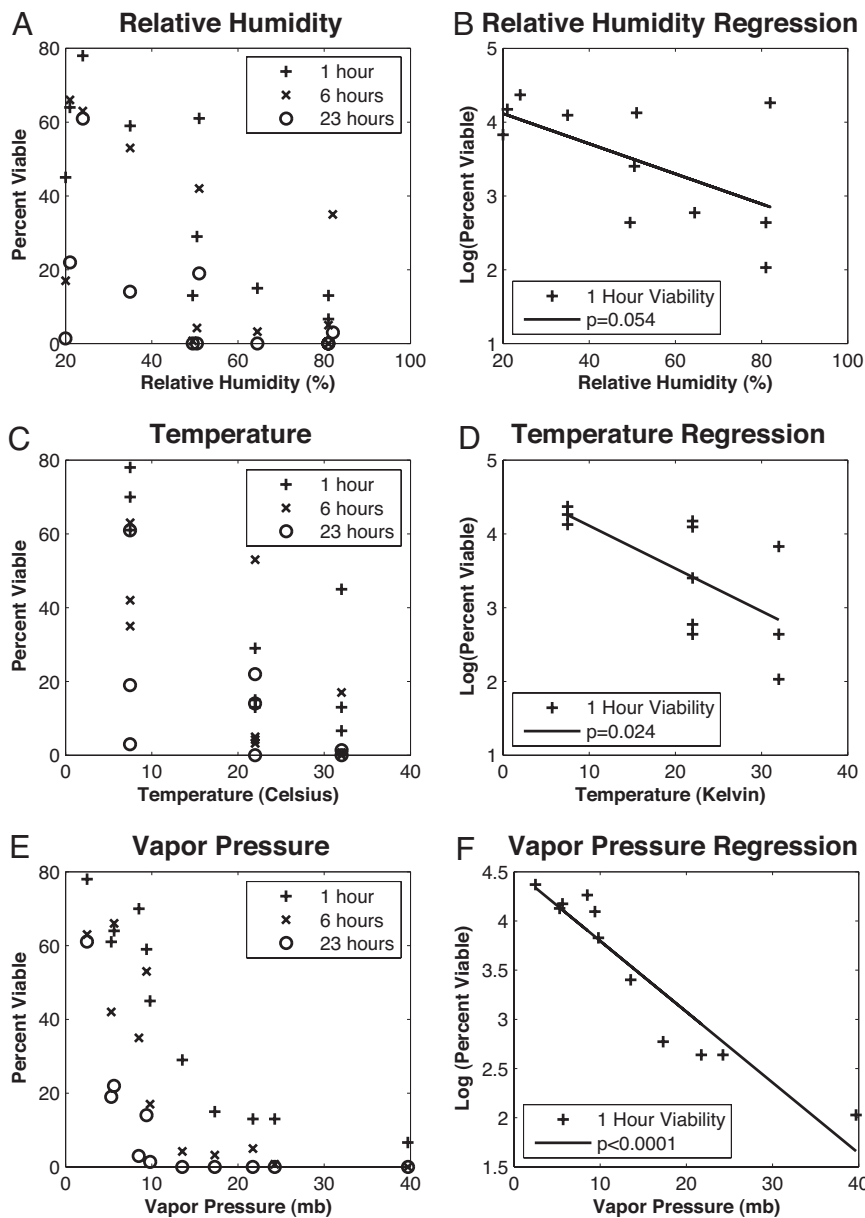 A Relative Humidity
80
60
40
20
0
Percent Viable
1 hour
6 hours
23 hours
20 40 60 80 100
Relative Humidity (%)
B Relative Humidity Regression
5
4
3
2
1
Log(Percent Viable)
1 Hour Viability
p=0.054
20 40 60 80 100
Relative Humidity (%)
C Temperature
80
60
40
20
0
Percent Viable
1 hour
6 hours
23 hours
0 10 20 30 40
Temperature (Celsius)
D Temperature Regression
5
4
3
2
1
Log(Percent Viable)
1 Hour Viability
p=0.024
0 10 20 30 40
Temperature (Kelvin)
E Vapor Pressure
80
60
40
20
0
Percent Viable
1 hour
6 hours
23 hours
0 10 20 30 40
Vapor Pressure (mb)
F Vapor Pressure Regression
4.5
4
3.5
3
2.5
2
1.5
Log (Percent Viable)
1 Hour Viability
p<0.0001
0 10 20 30 40
Vapor Pressure (mb)